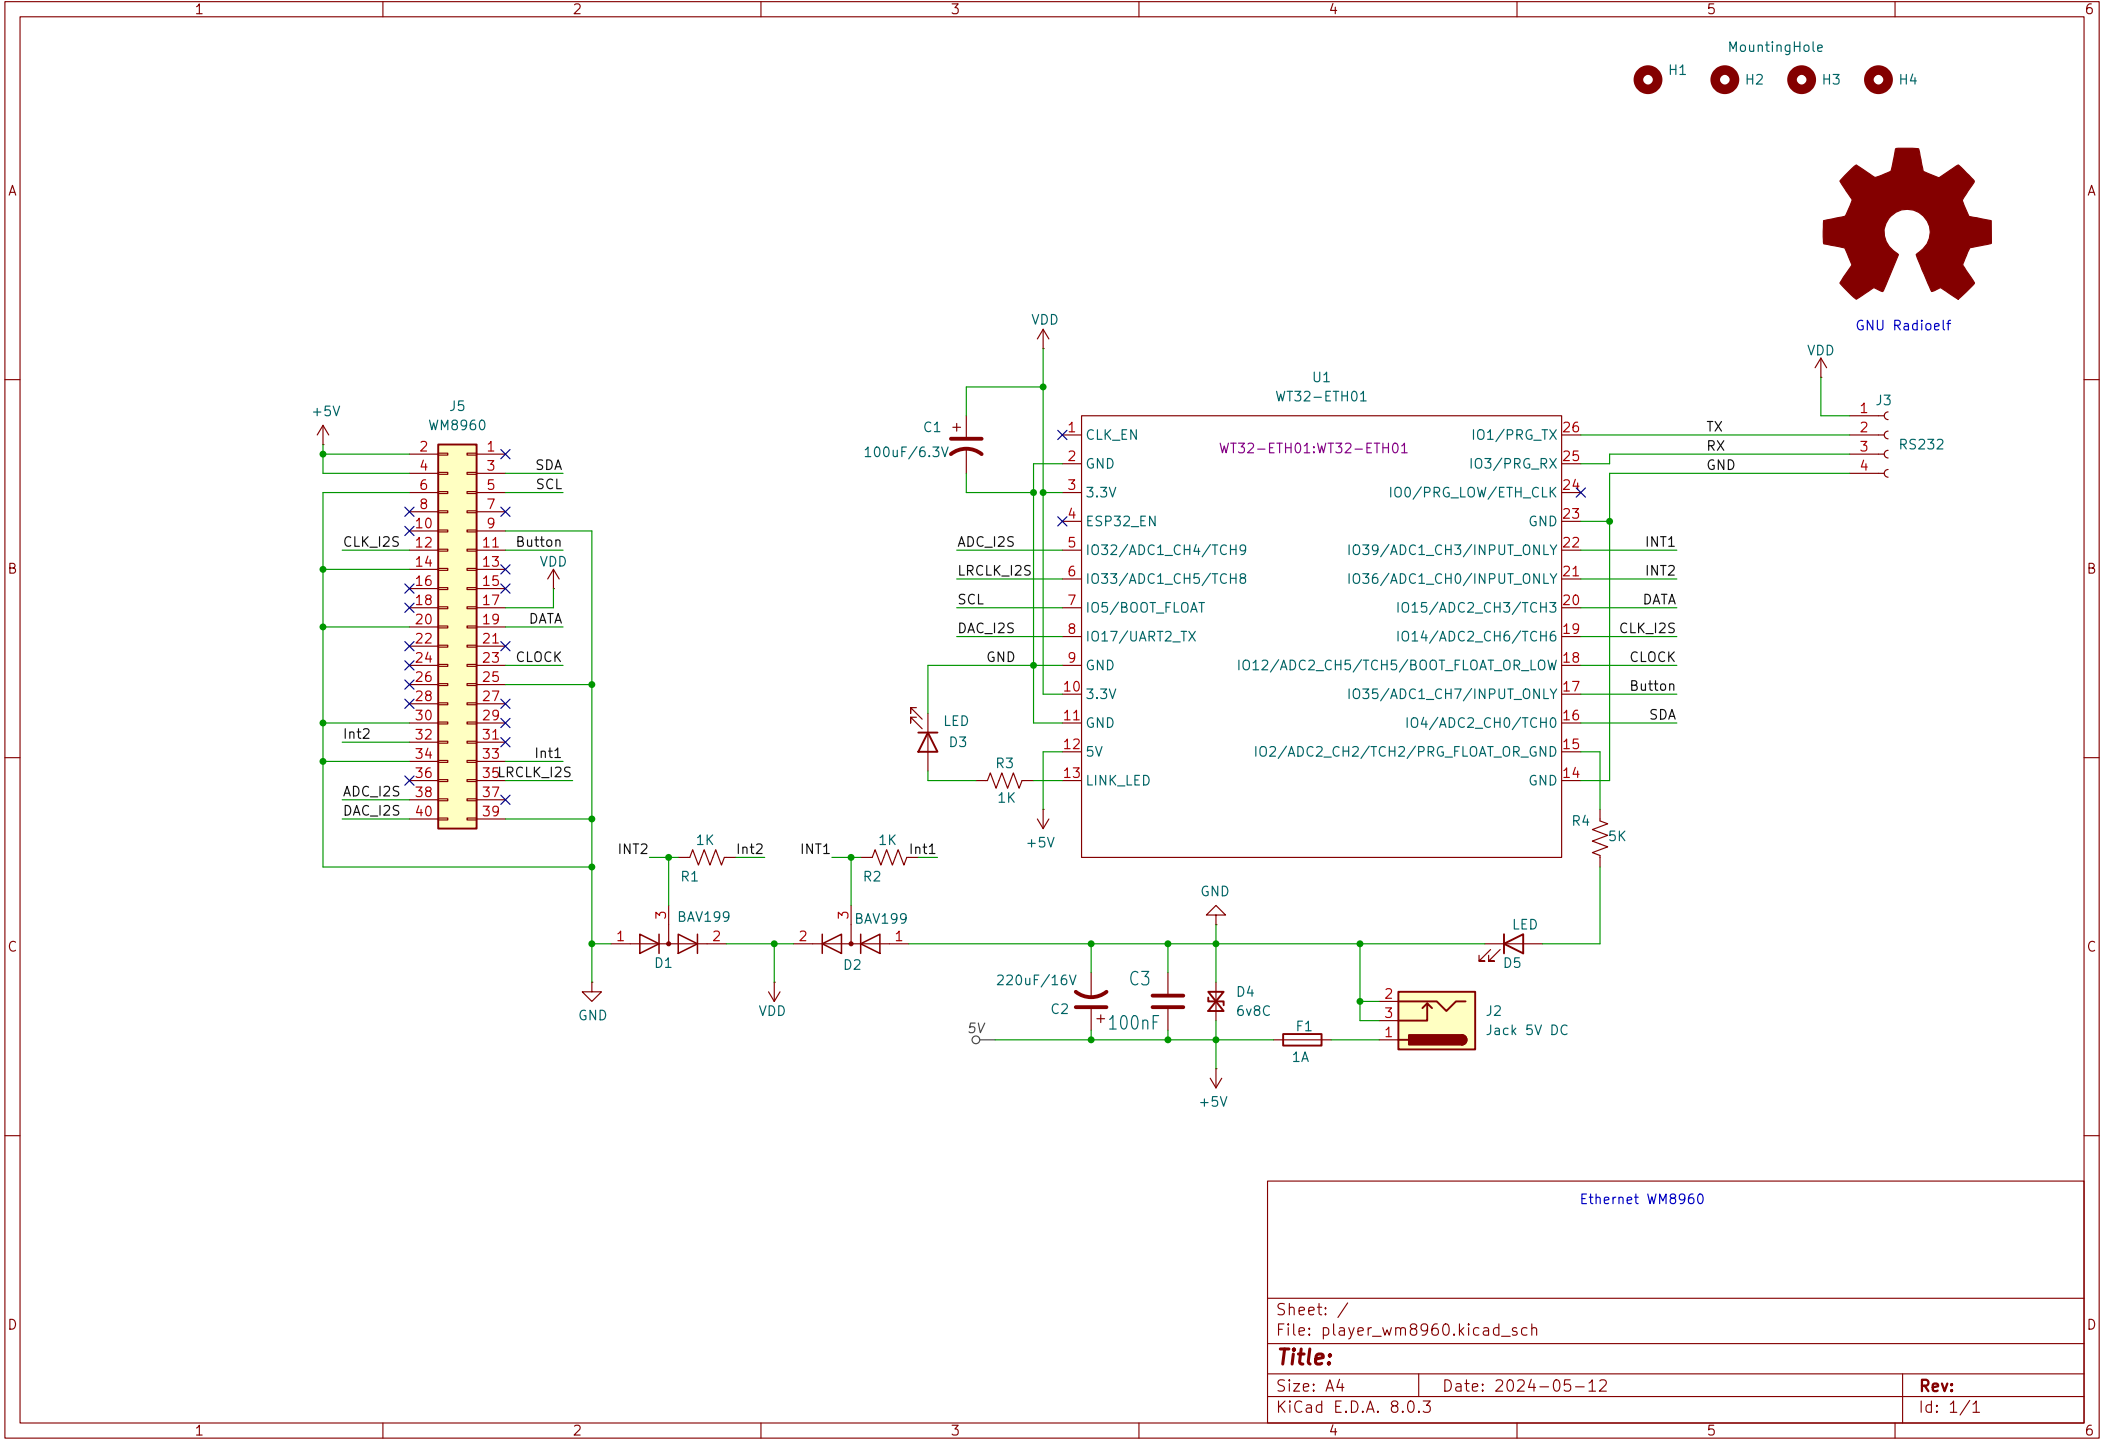 1 2 3 4 5 6
MountingHole
H1 H2 H3 H4
A A
GNU Radioelf
VDD
VDD
U1
WT32-ETH01
WT32-ETH01:WT32-ETH01
+5V
J5
WM8960
2 1
4 3 SDA
6 5 SCL
8 7
10 9
CLK_I2S 12 11 Button
14 13 VDD
16 15
18 17
20 19 DATA
22 21
24 23 CLOCK
26 25
28 27
30 29
Int2 32 31
34 33 Int1
36 35 LRCLK_I2S
ADC_I2S 38 37
DAC_I2S 40 39
C1 +
100uF/6.3V
1 CLK_EN
2 GND
3 3.3V
4 ESP32_EN
ADC_I2S 5 IO32/ADC1_CH4/TCH9
LRCLK_I2S 6 IO33/ADC1_CH5/TCH8
SCL 7 IO5/BOOT_FLOAT
DAC_I2S 8 IO17/UART2_TX
GND 9 GND
10 3.3V
11 GND
12 5V
13 LINK_LED
LED
D3
R3
1K
+5V
IO1/PRG_TX 26 TX
IO3/PRG_RX 25 RX
IO0/PRG_LOW/ETH_CLK 24 GND
GND 23
IO39/ADC1_CH3/INPUT_ONLY 22 INT1
IO36/ADC1_CH0/INPUT_ONLY 21 INT2
IO15/ADC2_CH3/TCH3 20 DATA
IO14/ADC2_CH6/TCH6 19 CLK_I2S
IO12/ADC2_CH5/TCH5/BOOT_FLOAT_OR_LOW 18 CLOCK
IO35/ADC1_CH7/INPUT_ONLY 17 Button
IO4/ADC2_CH0/TCH0 16 SDA
IO2/ADC2_CH2/TCH2/PRG_FLOAT_OR_GND 15
GND 14
J3
1
2
3
4
RS232
B B
R4
5K
INT2 1K Int2
R1
INT1 1K Int1
R2
3 BAV199
1 2
D1
3 BAV199
2 1
D2
GND
VDD
GND
LED
D5
220uF/16V
C2
+
C3
100nF
D4
6v8C
5V
F1
1A
2
3
1
J2
Jack 5V DC
+5V
C C
Ethernet WM8960
Sheet: /
File: player_wm8960.kicad_sch
Title:
Size: A4 Date: 2024-05-12 Rev:
KiCad E.D.A. 8.0.3 Id: 1/1
D D
1 2 3 4 5 6